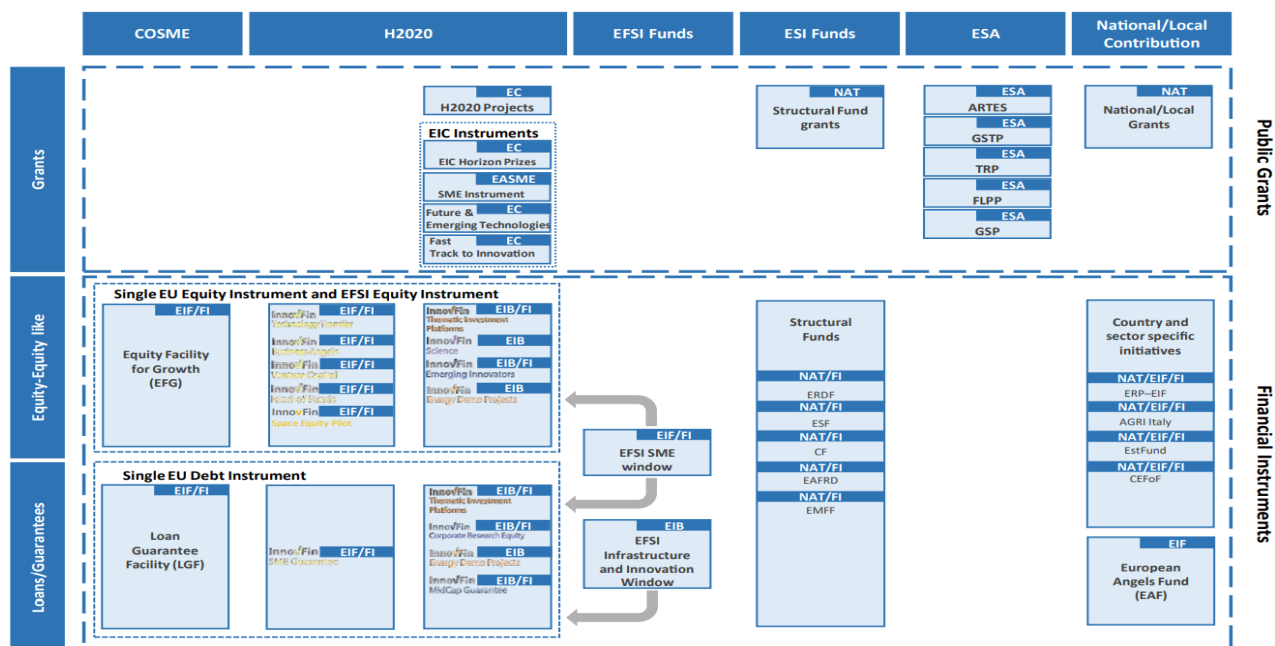 COSME
H2020
EFSI Funds
ESI Funds
ESA
National/Local
Contribution
Grants
Public Grants
EC
H2020 Projects
EIC Instruments
EC
EIC Horizon Prizes
EASME
SME Instrument
Future & EC
Emerging Technologies
Fast EC
Track to Innovation
NAT
Structural Fund
grants
ESA
ARTES
ESA
GSTP
ESA
TRP
ESA
FLPP
ESA
GSP
NAT
National/Local
Grants
Equity-Equity like
Financial Instruments
Single EU Equity Instrument and EFSI Equity Instrument
EIF/FI
Equity Facility
for Growth
(EFG)
InnovFin EIF/FI
Technology Transfer
InnovFin EIF/FI
Business Angels
InnovFin EIF/FI
Venture Capital
InnovFin EIF/FI
Fund of Funds
InnovFin EIF/FI
Space Equity Pilot
InnovFin EIB/FI
Thematic Investment
Platforms
InnovFin EIB
Science
InnovFin EIB/FI
Emerging Innovators
InnovFin EIB
Energy Demo Projects
EIF/FI
EFSI SME
window
EIB
EFSI
Infrastructure
and Innovation
Window
Structural
Funds
NAT/FI
ERDF
NAT/FI
ESF
NAT/FI
CF
NAT/FI
EAFRD
NAT/FI
EMFF
Country and
sector specific
initiatives
NAT/EIF/FI
ERP–EIF
NAT/EIF/FI
AGRI Italy
NAT/EIF/FI
EstFund
NAT/EIF/FI
CEFoF
EIF
European
Angels Fund
(EAF)
Loans/Guarantees
Single EU Debt Instrument
EIF/FI
Loan
Guarantee
Facility (LGF)
InnovFin EIF/FI
SME Guarantee
InnovFin EIB/FI
Thematic Investment
Platforms
InnovFin EIB/FI
Corporate Research Equity
InnovFin EIB
Energy Demo Projects
InnovFin EIB/FI
MidCap Guarantee